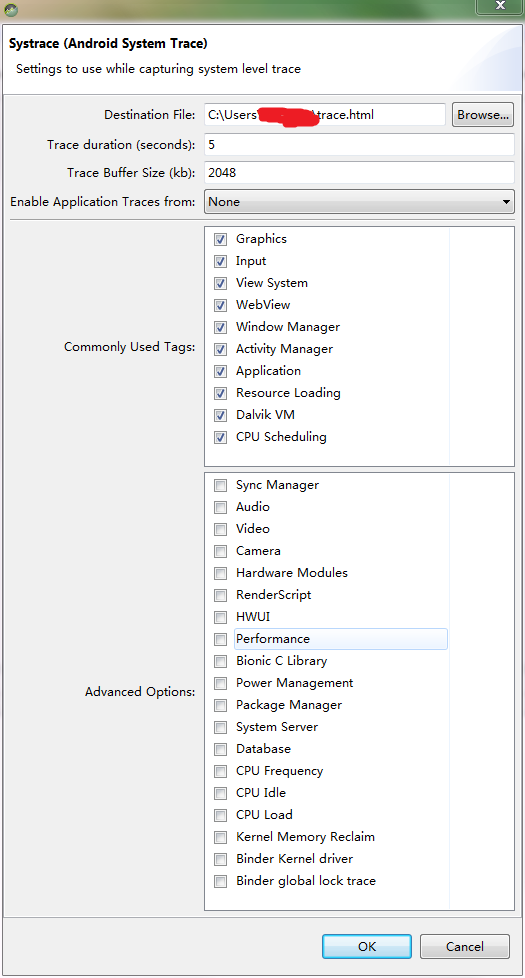 Systrace (Android System Trace)
Settings to use while capturing system level trace
Destination File: C:\Users \trace.html Browse...
Trace duration (seconds): 5
Trace Buffer Size (kb): 2048
Enable Application Traces from: None
Commonly Used Tags:
Graphics
Input
View System
WebView
Window Manager
Activity Manager
Application
Resource Loading
Dalvik VM
CPU Scheduling
Advanced Options:
Sync Manager
Audio
Video
Camera
Hardware Modules
RenderScript
HWUI
Performance
Bionic C Library
Power Management
Package Manager
System Server
Database
CPU Frequency
CPU Idle
CPU Load
Kernel Memory Reclaim
Binder Kernel driver
Binder global lock trace
OK Cancel